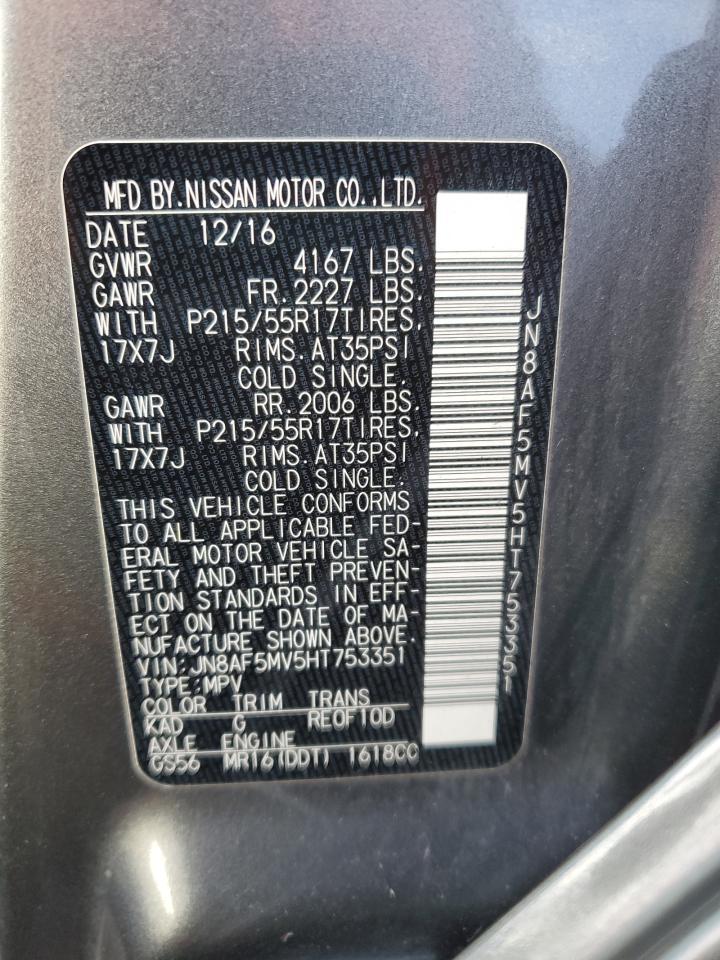 MFD BY.NISSAN MOTOR CO.,LTD.
DATE 12/16
GVWR 4167 LBS.
GAWR FR.2227 LBS.
WITH P215/55R17TIRES,
17X7J RIMS.AT35PSI
COLD SINGLE.
GAWR RR.2006 LBS.
WITH P215/55R17TIRES,
17X7J RIMS.AT35PSI
COLD SINGLE.
THIS VEHICLE CONFORMS
TO ALL APPLICABLE FED-
ERAL MOTOR VEHICLE SA-
FETY AND THEFT PREVEN-
TION STANDARDS IN EFF-
ECT ON THE DATE OF MA-
NUFACTURE SHOWN ABOVE.
VIN:JN8AF5MV5HT753351
TYPE:MPV
COLOR TRIM TRANS
KAD G RE0F10D
AXLE ENGINE
GS56 MR16(DDT) 1618CC
JN8AF5MV5HT753351